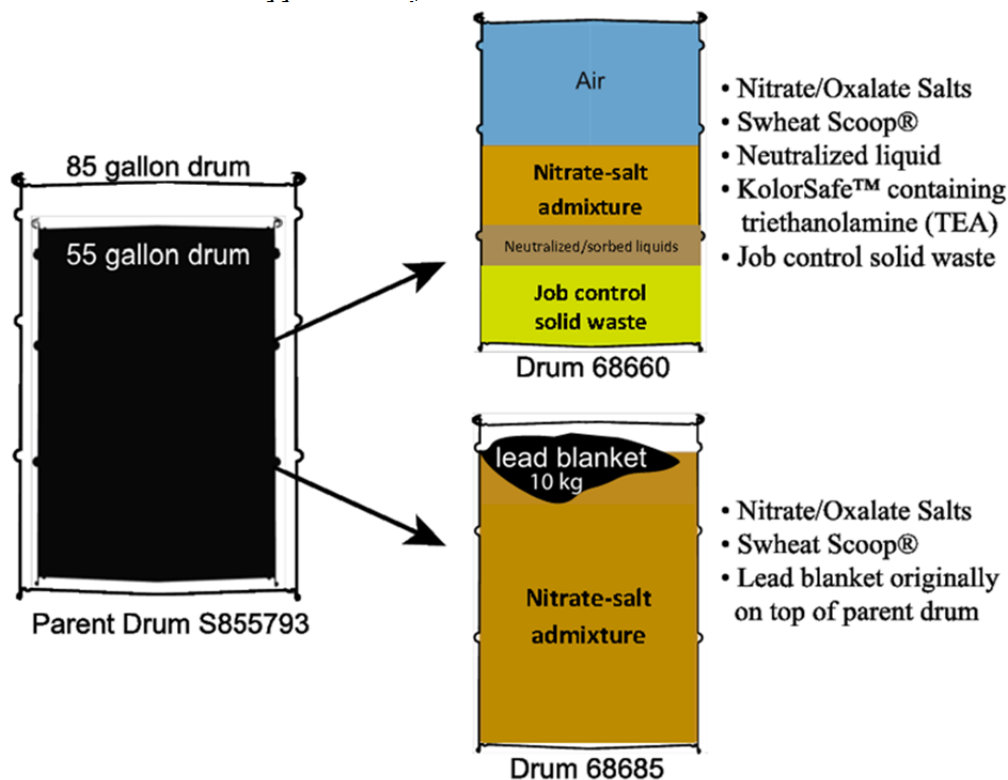 85 gallon drum
55 gallon drum
Parent Drum S855793
Air
Nitrate-salt
admixture
Neutralized/sorbed liquids
Job control
solid waste
Drum 68660
• Nitrate/Oxalate Salts
• Swheat Scoop®
• Neutralized liquid
• KolorSafe™ containing
triethanolamine (TEA)
• Job control solid waste
lead blanket
10 kg
Nitrate-salt
admixture
Drum 68685
• Nitrate/Oxalate Salts
• Swheat Scoop®
• Lead blanket originally
on top of parent drum